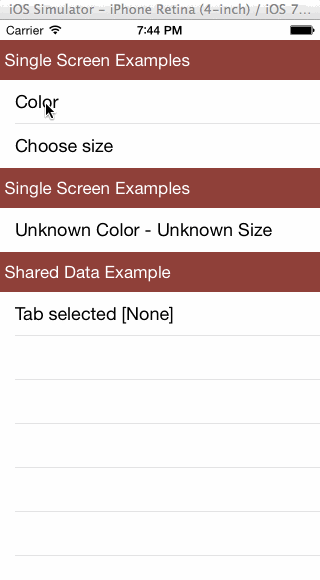 iOS Simulator – iPhone Retina (4-inch) / iOS 7...
Carrier 7:44 PM
Single Screen Examples
Color
Choose size
Single Screen Examples
Unknown Color - Unknown Size
Shared Data Example
Tab selected [None]